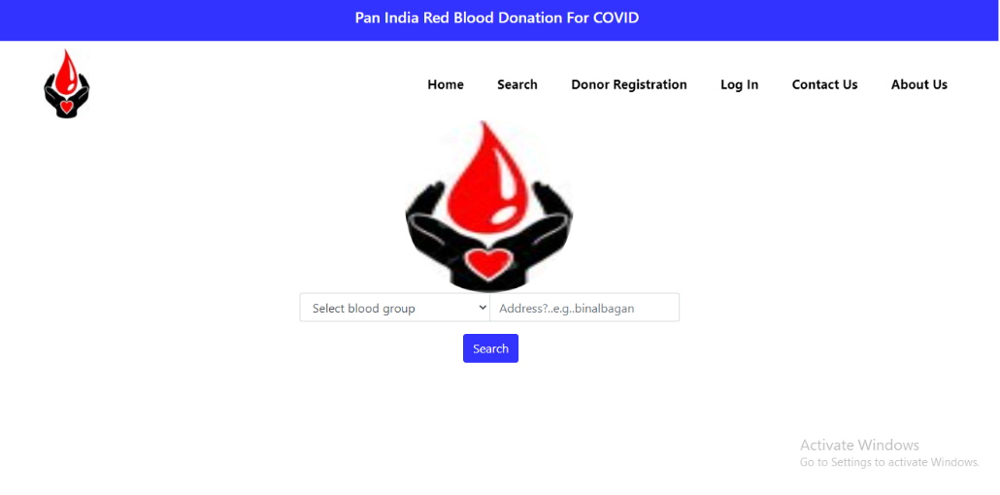 Pan India Red Blood Donation For COVID
Home Search Donor Registration Log In Contact Us About Us
Select blood group Address?..e.g..binalbagan
Search
Activate Windows
Go to Settings to activate Windows.